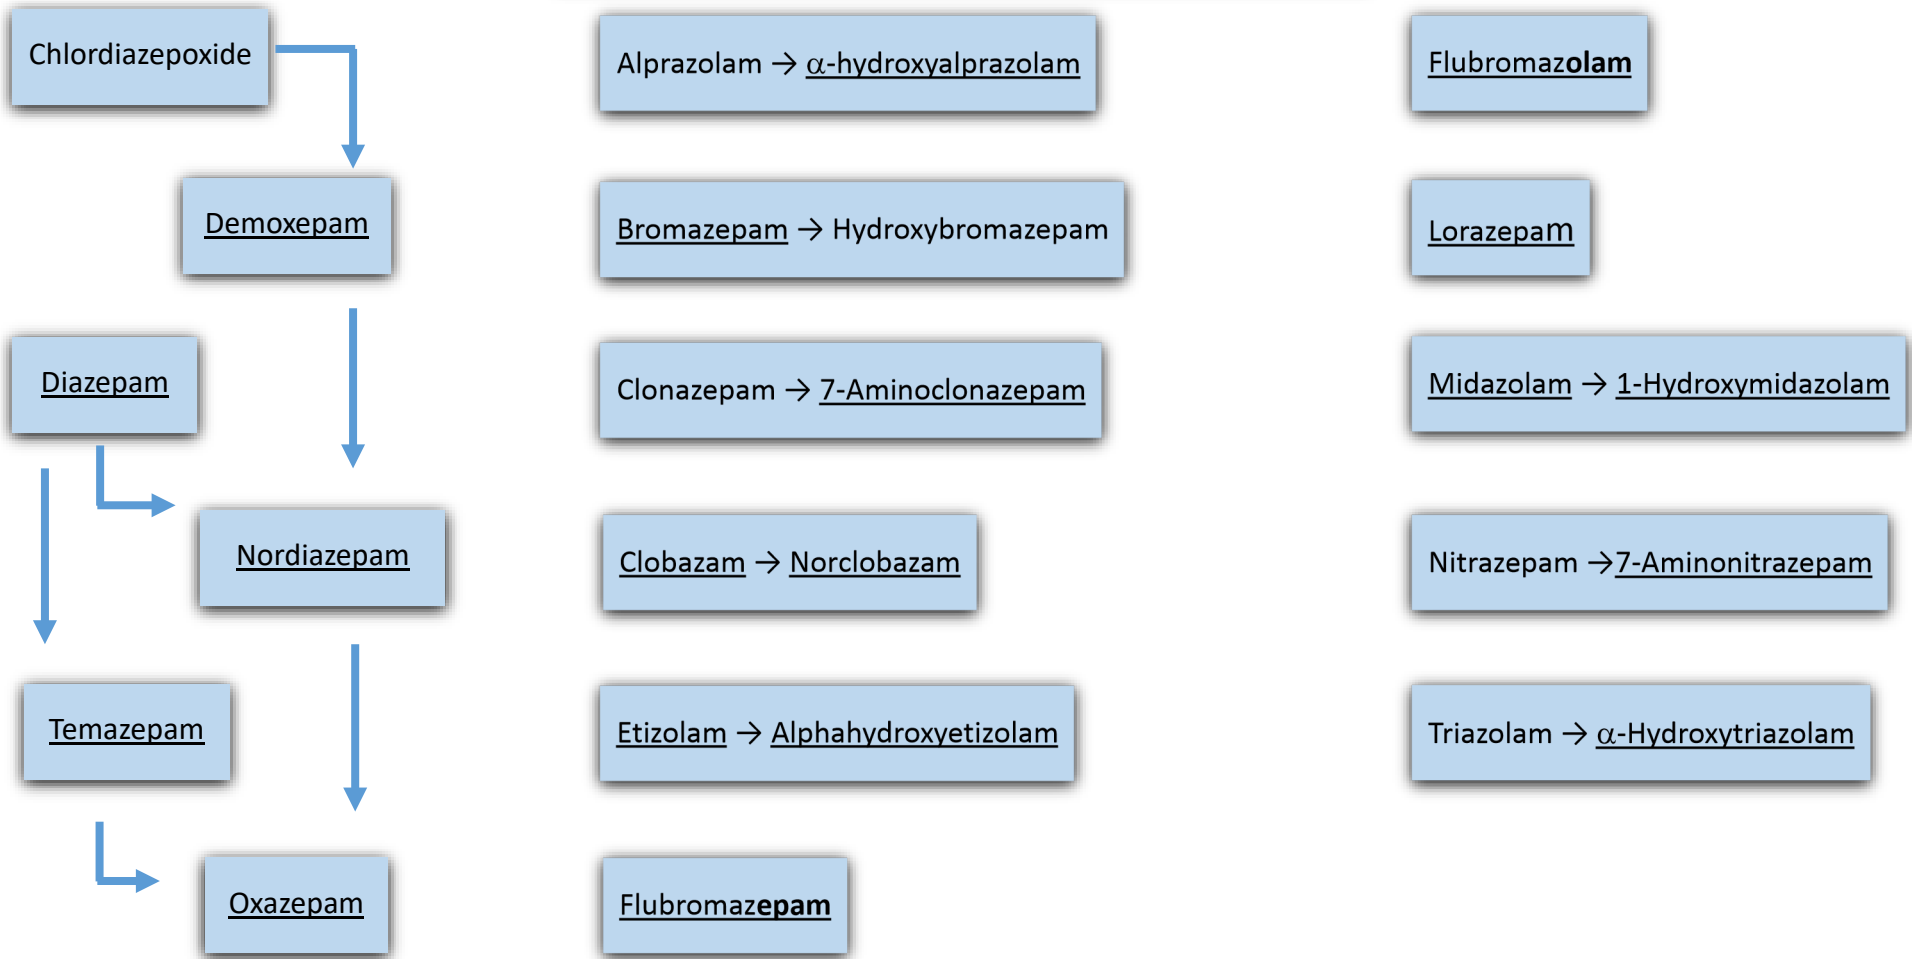 Chlordiazepoxide
Demoxepam
Diazepam
Nordiazepam
Temazepam
Oxazepam
Alprazolam → α-hydroxyalprazolam
Bromazepam → Hydroxybromazepam
Clonazepam → 7-Aminoclonazepam
Clobazam → Norclobazam
Etizolam → Alphahydroxyetizolam
Flubromazepam
Flubromazolam
Lorazepam
Midazolam → 1-Hydroxymidazolam
Nitrazepam →7-Aminonitrazepam
Triazolam → α-Hydroxytriazolam